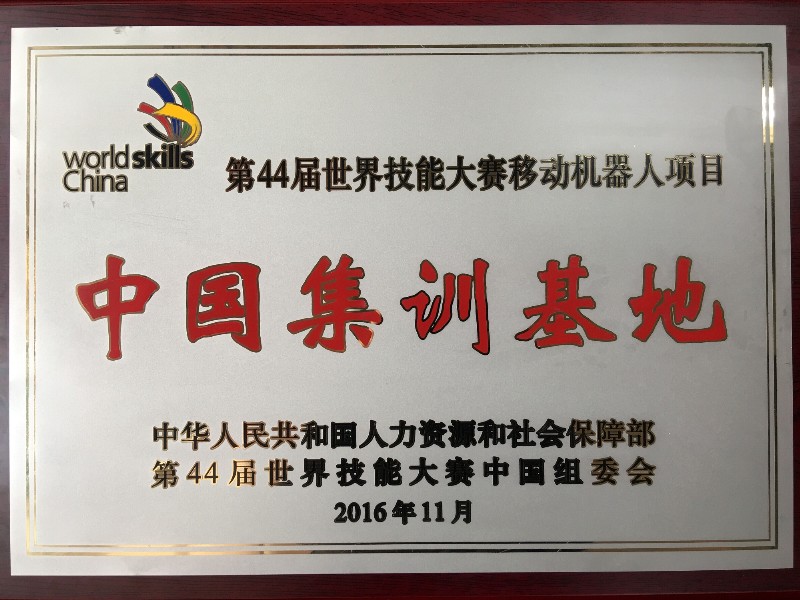 worldskills
China
第44届世界技能大赛移动机器人项目
中国集训基地
中华人民共和国人力资源和社会保障部
第44届世界技能大赛中国组委会
2016年11月